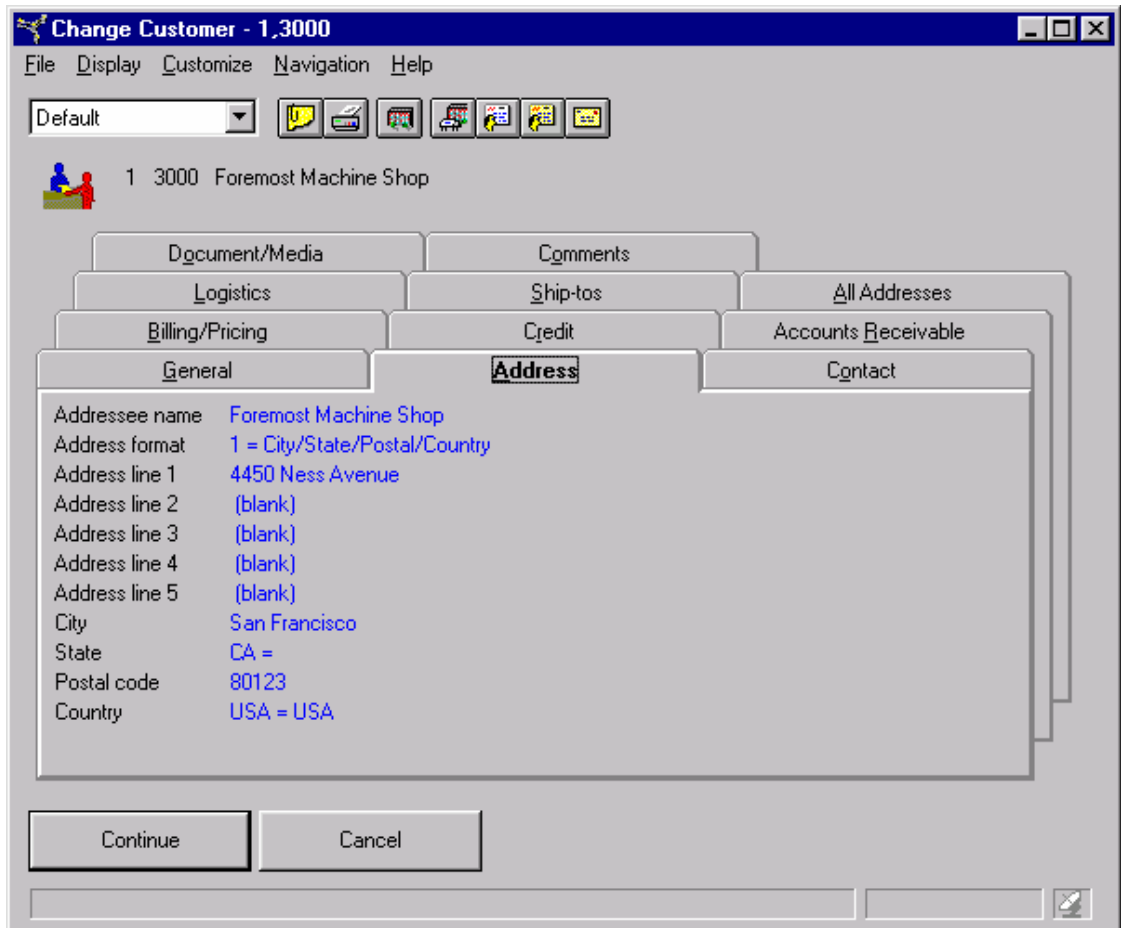 Change Customer - 1,3000
File Display Customize Navigation Help
Default
1 3000 Foremost Machine Shop
Document/Media Comments
Logistics Ship-tos All Addresses
Billing/Pricing Credit Accounts Receivable
General Address Contact
Addressee name Foremost Machine Shop
Address format 1 = City/State/Postal/Country
Address line 1 4450 Ness Avenue
Address line 2 (blank)
Address line 3 (blank)
Address line 4 (blank)
Address line 5 (blank)
City San Francisco
State CA =
Postal code 80123
Country USA = USA
Continue Cancel